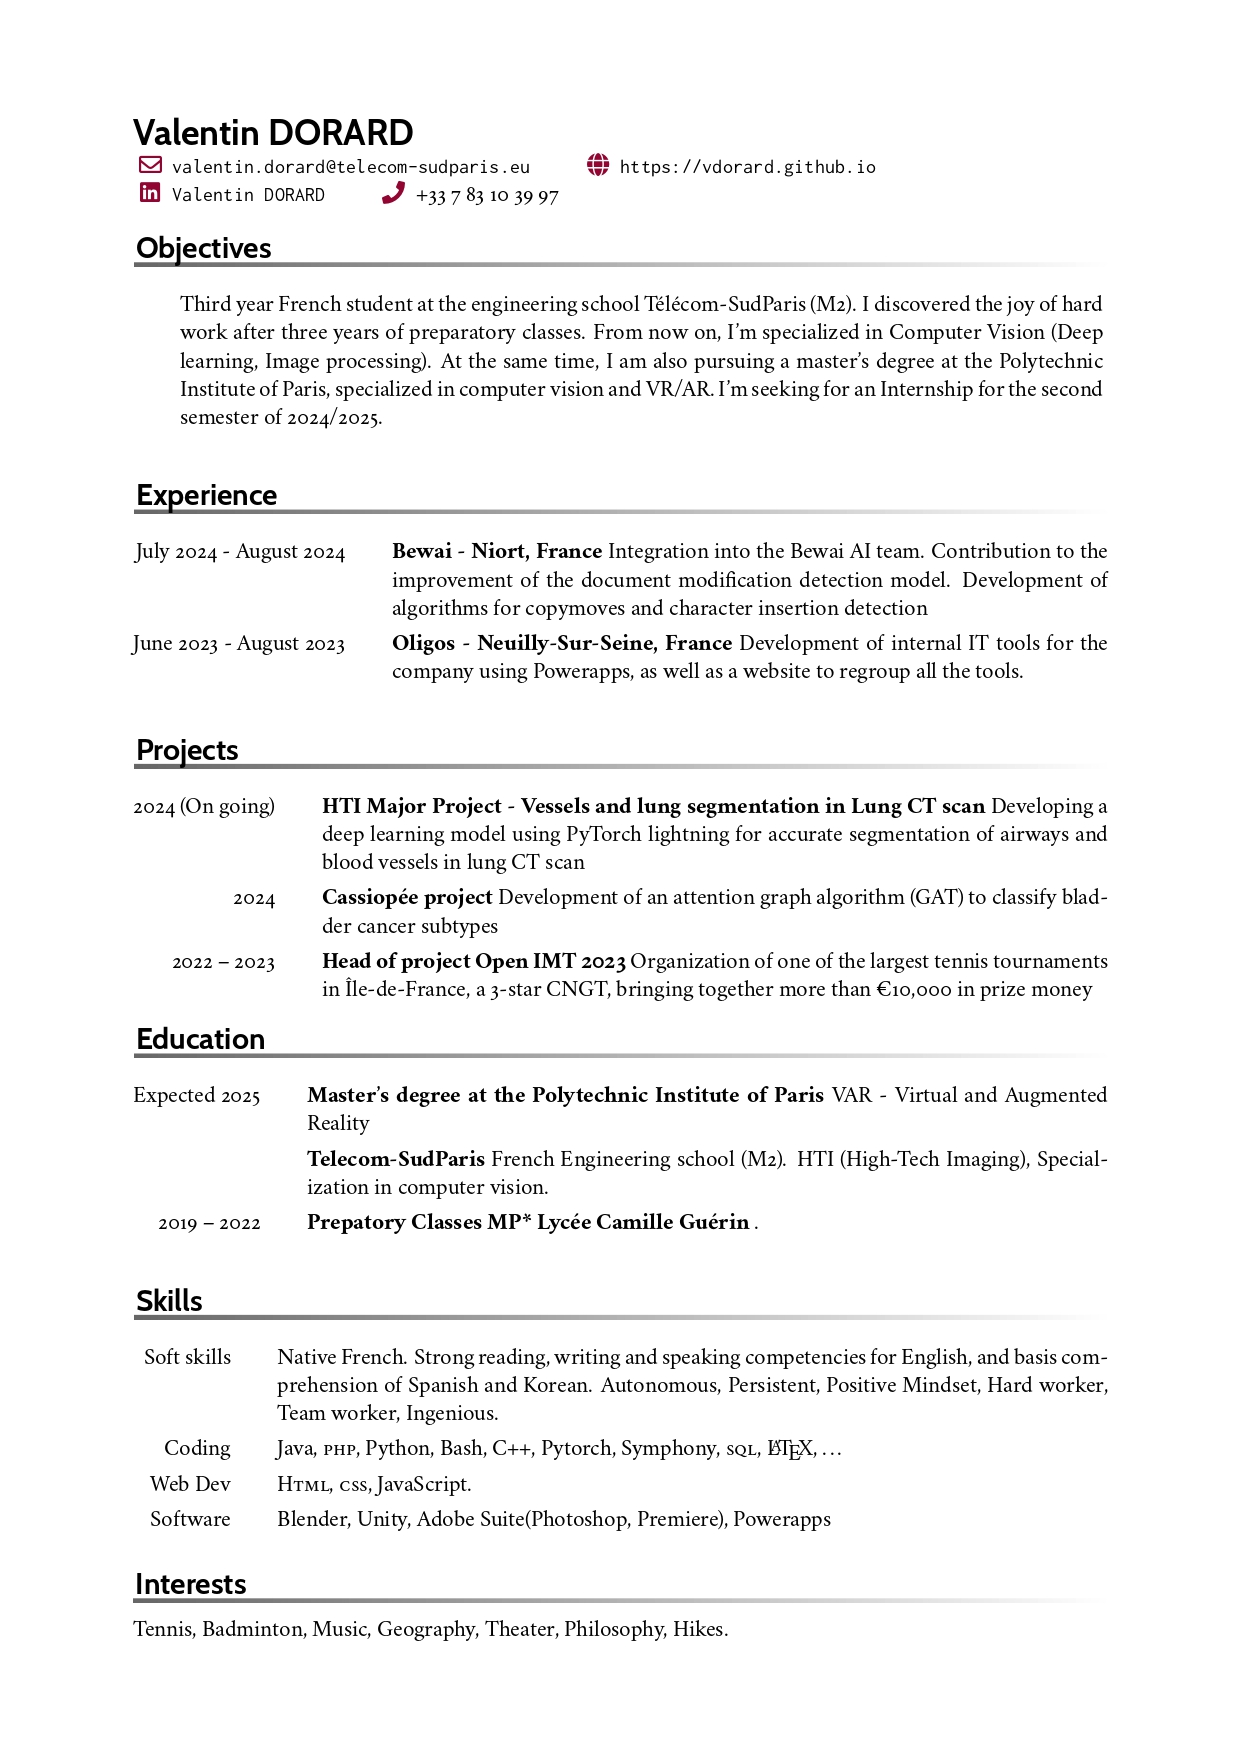 Valentin DORARD
valentin.dorard@telecom-sudparis.eu https://vdorard.github.io
Valentin DORARD +33 7 83 10 39 97
Objectives
Third year French student at the engineering school Télécom-SudParis (M2). I discovered the joy of hard
work after three years of preparatory classes. From now on, I'm specialized in Computer Vision (Deep
learning, Image processing). At the same time, I am also pursuing a master's degree at the Polytechnic
Institute of Paris, specialized in computer vision and VR/AR. I'm seeking for an Internship for the second
semester of 2024/2025.
Experience
July 2024 - August 2024 Bewai - Niort, France Integration into the Bewai AI team. Contribution to the
improvement of the document modification detection model. Development of
algorithms for copymoves and character insertion detection
June 2023 - August 2023 Oligos - Neuilly-Sur-Seine, France Development of internal IT tools for the
company using Powerapps, as well as a website to regroup all the tools.
Projects
2024 (On going) HTI Major Project - Vessels and lung segmentation in Lung CT scan Developing a
deep learning model using PyTorch lightning for accurate segmentation of airways and
blood vessels in lung CT scan
2024 Cassiopée project Development of an attention graph algorithm (GAT) to classify blad-
der cancer subtypes
2022 – 2023 Head of project Open IMT 2023 Organization of one of the largest tennis tournaments
in Île-de-France, a 3-star CNGT, bringing together more than €10,000 in prize money
Education
Expected 2025 Master's degree at the Polytechnic Institute of Paris VAR - Virtual and Augmented
Reality
Telecom-SudParis French Engineering school (M2). HTI (High-Tech Imaging), Special-
ization in computer vision.
2019 – 2022 Prepatory Classes MP* Lycée Camille Guérin .
Skills
Soft skills Native French. Strong reading, writing and speaking competencies for English, and basis com-
prehension of Spanish and Korean. Autonomous, Persistent, Positive Mindset, Hard worker,
Team worker, Ingenious.
Coding Java, PHP, Python, Bash, C++, Pytorch, Symphony, SQL, LATEX, …
Web Dev HTML, CSS, JavaScript.
Software Blender, Unity, Adobe Suite(Photoshop, Premiere), Powerapps
Interests
Tennis, Badminton, Music, Geography, Theater, Philosophy, Hikes.